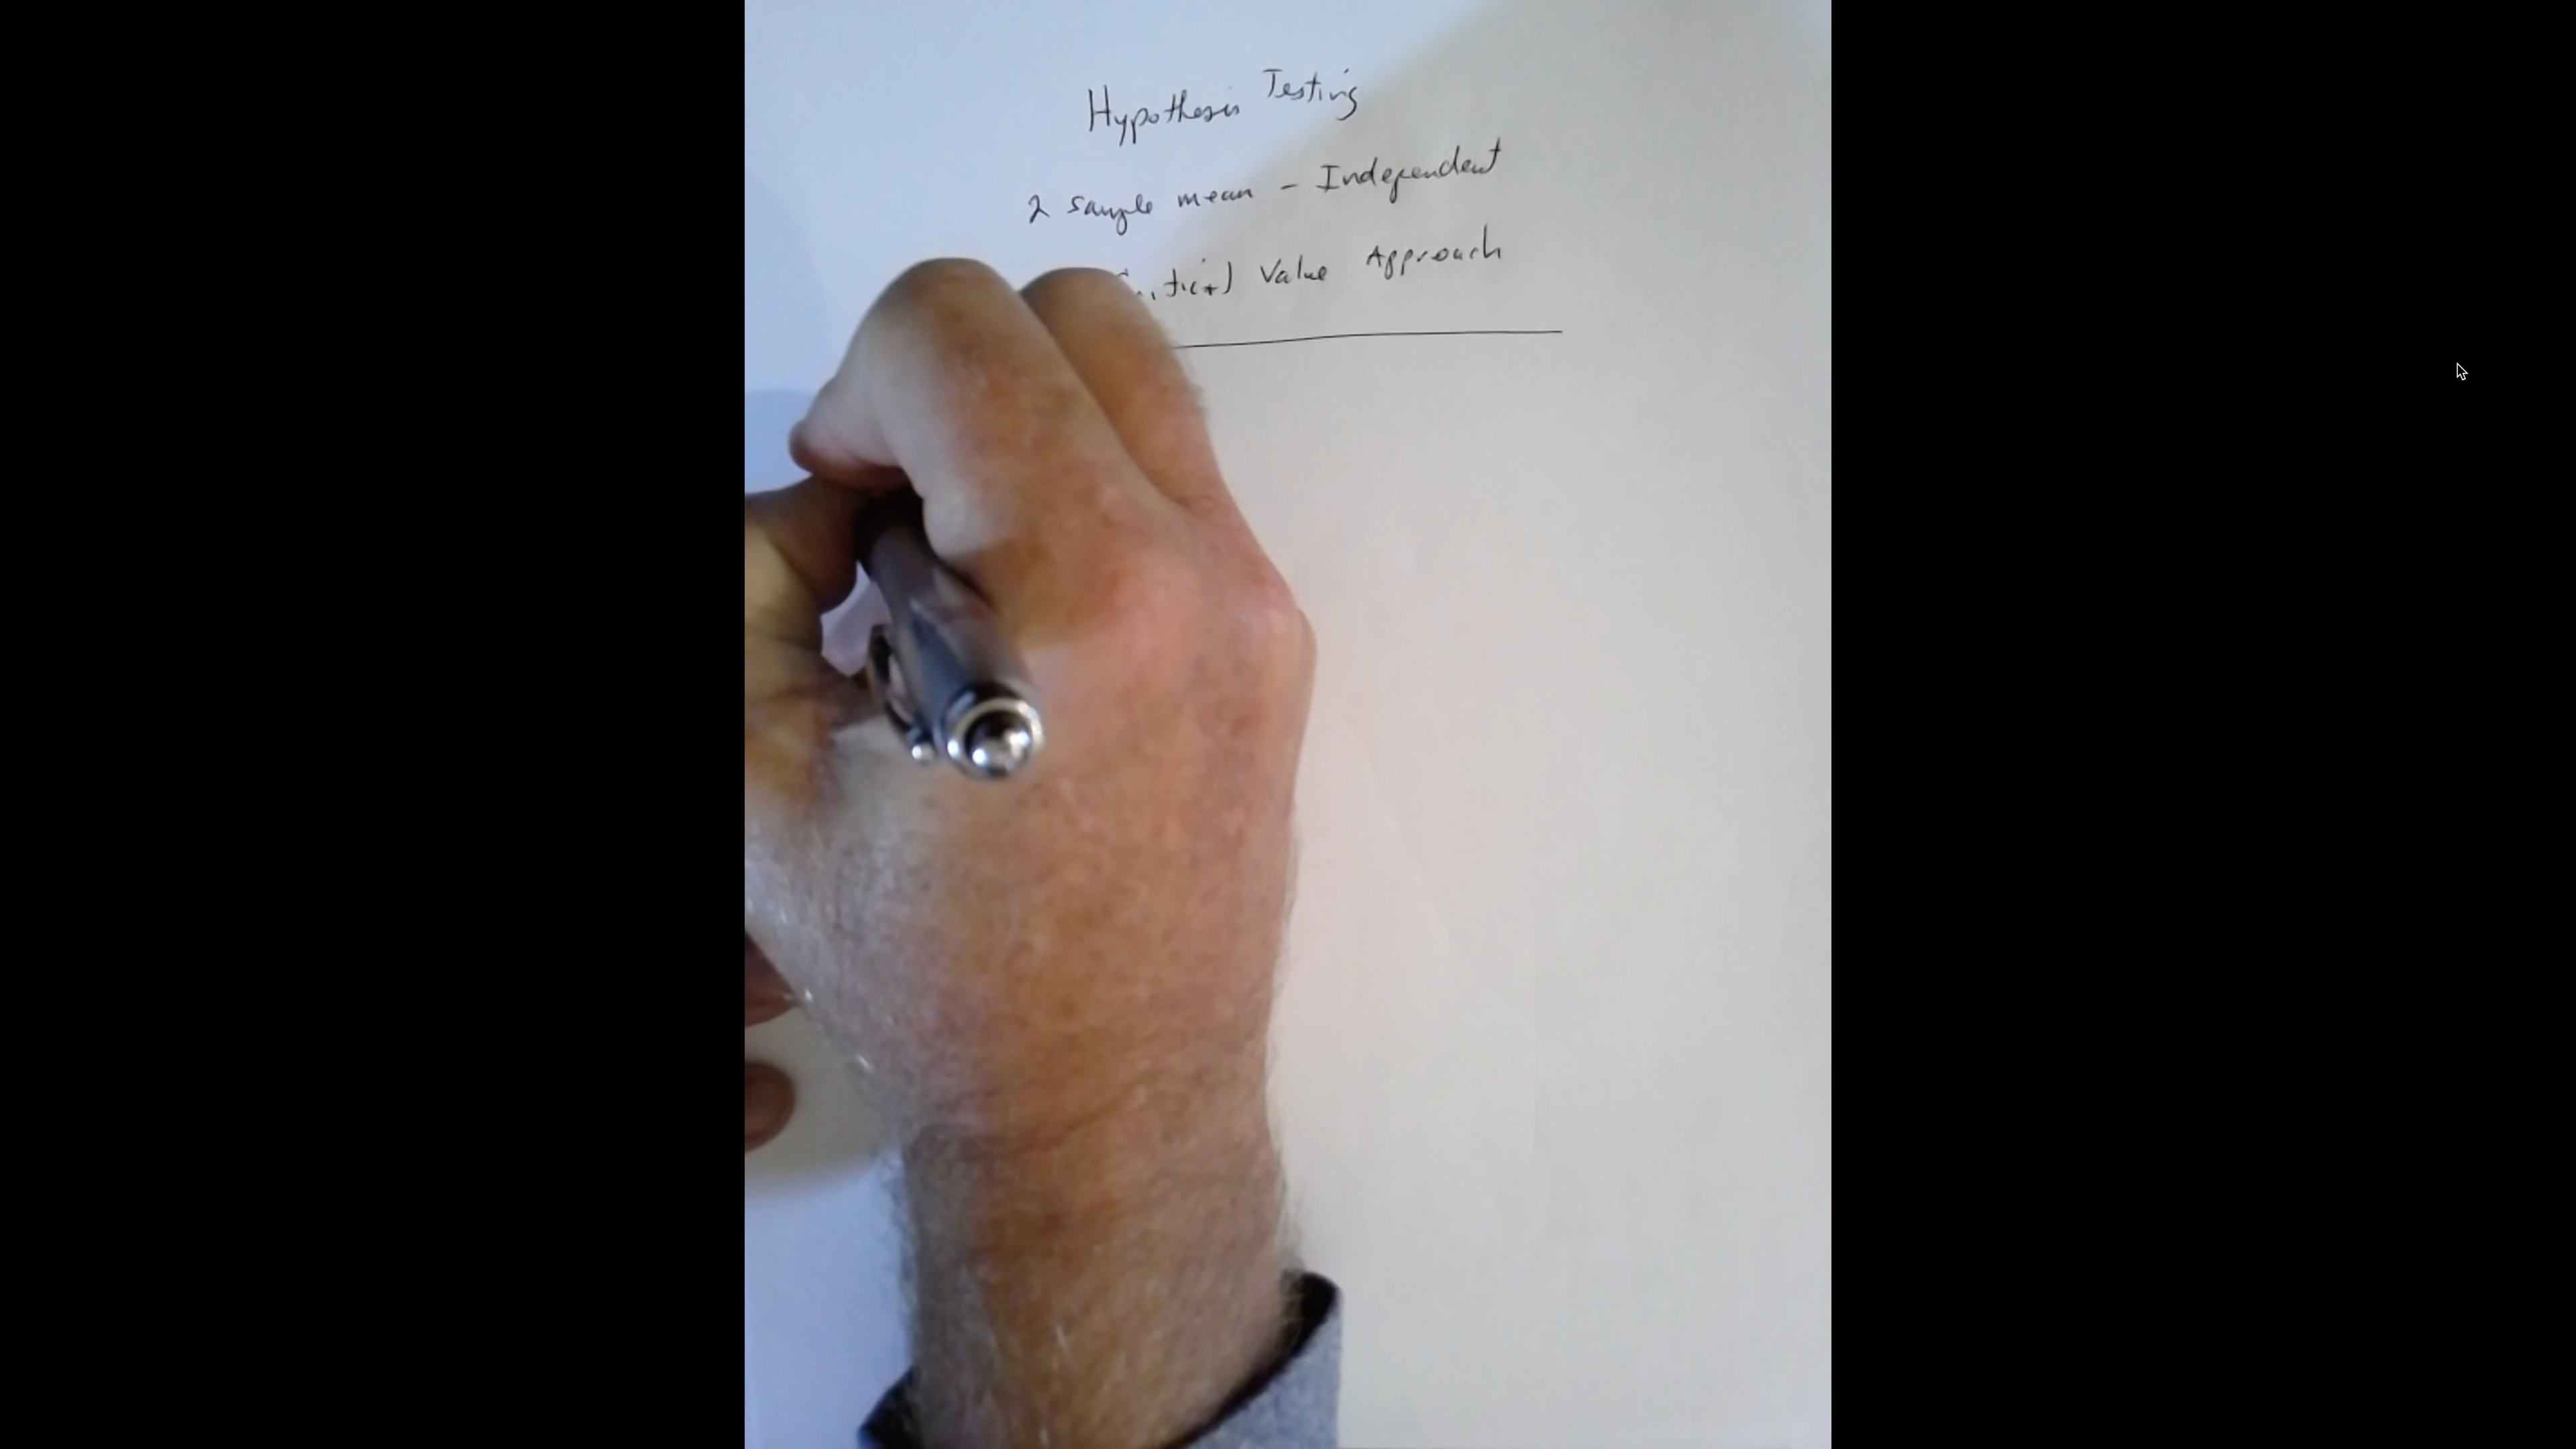 Hypothesis Testing
2 sample mean - Independent
Value Approach